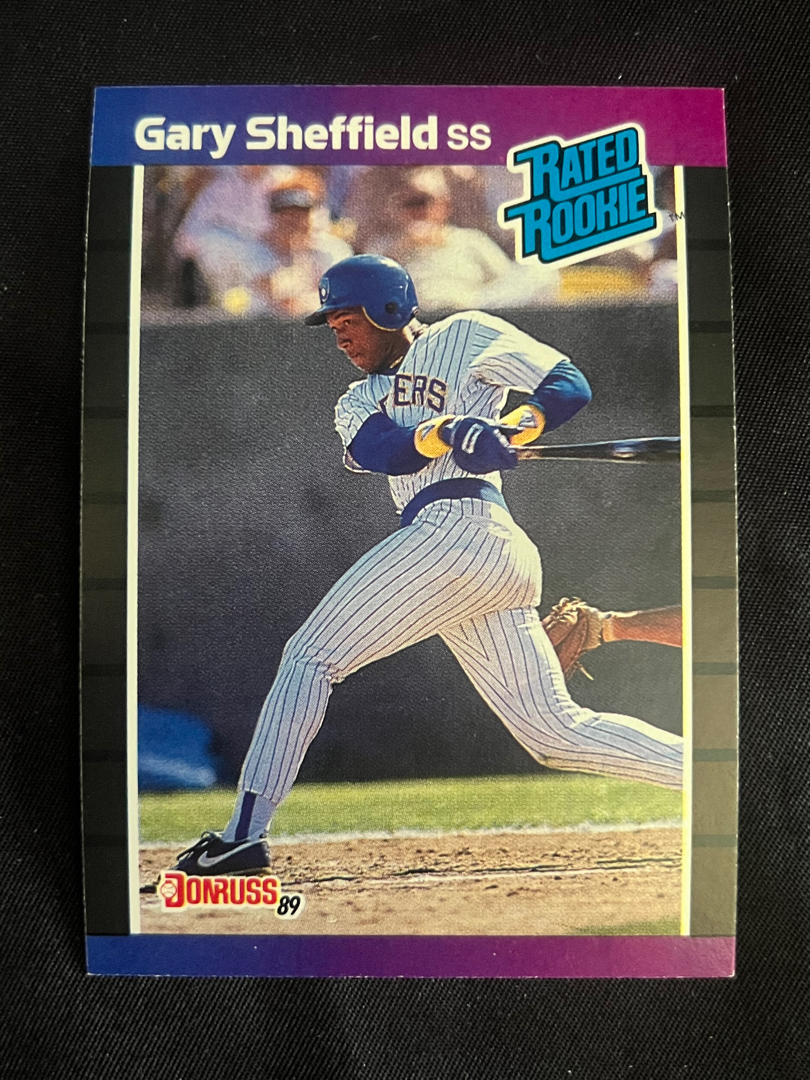 Gary Sheffield SS
RATED
ROOKIE
TM
ERS
DONRUSS
89